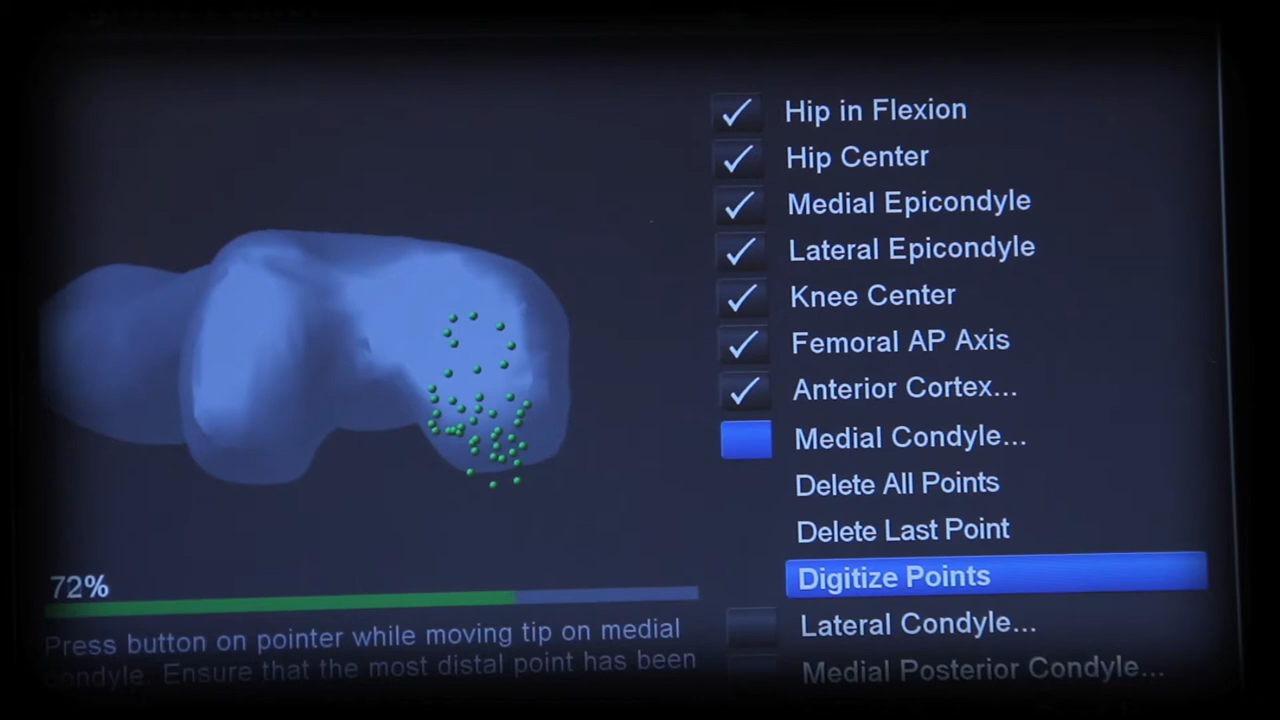 Hip in Flexion
Hip Center
Medial Epicondyle
Lateral Epicondyle
Knee Center
Femoral AP Axis
Anterior Cortex...
Medial Condyle...
Delete All Points
Delete Last Point
Digitize Points
Lateral Condyle...
Medial Posterior Condyle...
72%
Press button on pointer while moving tip on medial
condyle. Ensure that the most distal point has been